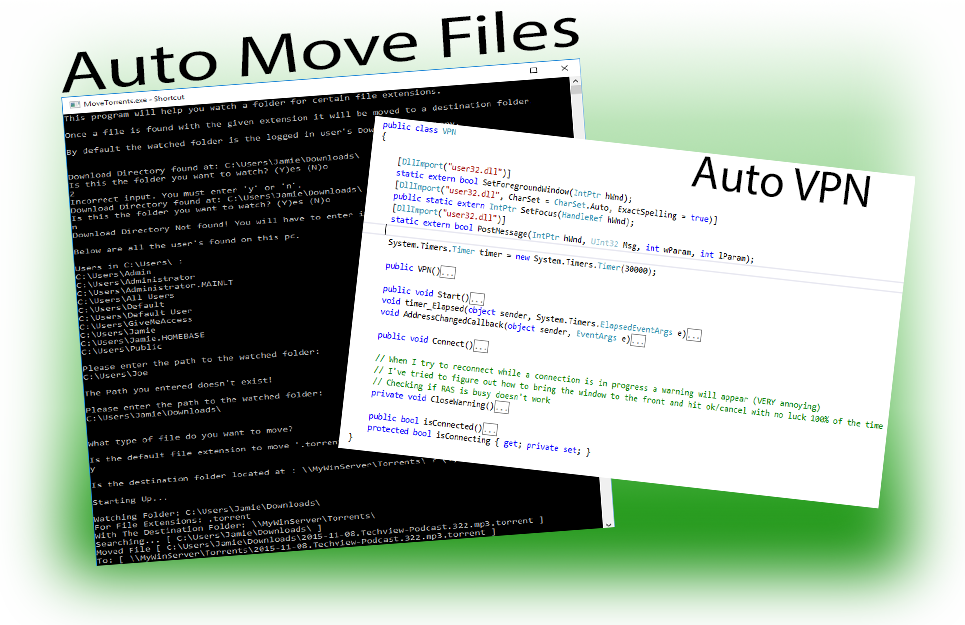 Auto Move Files
MoveTorrents.exe - Shortcut
This program will help you watch a folder for certain file extensions.
Once a file is found with the given extension it will be moved to a destination folder
By default the watched folder is the logged in user's Dow
Download Directory found at: C:\Users\Jamie\Downloads\
Is this the folder you want to watch? (Y)es (N)o
2
Incorrect input. You must enter 'y' or 'n'.
Download Directory found at: C:\Users\Jamie\Downloads\
Is this the folder you want to watch? (Y)es (N)o
n
Download Directory Not found! You will have to enter i
Below are all the user's found on this pc.
Users in C:\Users\ :
C:\Users\Admin
C:\Users\Administrator
C:\Users\Administrator.MAINLT
C:\Users\All Users
C:\Users\Default
C:\Users\Default User
C:\Users\GiveMeAccess
C:\Users\Jamie
C:\Users\Jamie.HOMEBASE
C:\Users\Public
Please enter the path to the watched folder:
C:\Users\Joe
The Path you entered doesn't exist!
Please enter the path to the watched folder:
C:\Users\Jamie\Downloads\
What type of file do you want to move?
Is the default file extension to move '.torren
y
Is the destination folder located at : \\MyWinServer\Torrents\ ?
Starting Up...
Watching Folder: C:\Users\Jamie\Downloads\
For File Extensions: .torrent
With The Destination Folder: \\MyWinServer\Torrents\
Searching... [ C:\Users\Jamie\Downloads\ ]
Moved File [ C:\Users\Jamie\Downloads\2015-11-08.Techview-Podcast.322.mp3.torrent ]
To: [ \\MyWinServer\Torrents\2015-11-08.Techview-Podcast.322.mp3.torrent ]
Auto VPN
public class VPN
{
[DllImport("user32.dll")]
static extern bool SetForegroundWindow(IntPtr hWnd);
[DllImport("user32.dll", CharSet = CharSet.Auto, ExactSpelling = true)]
public static extern IntPtr SetFocus(HandleRef hWnd);
[DllImport("user32.dll")]
static extern bool PostMessage(IntPtr hWnd, UInt32 Msg, int wParam, int lParam);
System.Timers.Timer timer = new System.Timers.Timer(30000);
public VPN()...
public void Start()...
void timer_Elapsed(object sender, System.Timers.ElapsedEventArgs e)...
void AddressChangedCallback(object sender, EventArgs e)...
public void Connect()...
// When I try to reconnect while a connection is in progress a warning will appear (VERY annoying)
// I've tried to figure out how to bring the window to the front and hit ok/cancel with no luck 100% of the time
// Checking if RAS is busy doesn't work
private void CloseWarning()...
public bool isConnected()...
protected bool isConnecting { get; private set; }
}